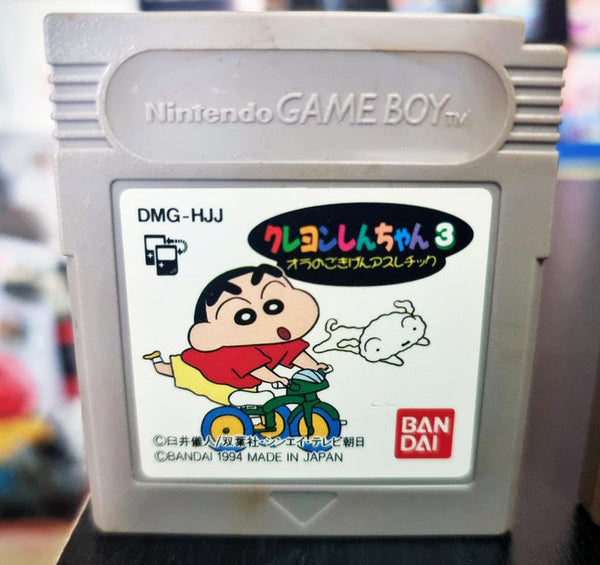 Nintendo GAME BOY TM
DMG-HJJ
クレヨンしんちゃん 3
オラのごきげんアスレチック
BAN
DAI
©臼井儀人/双葉社・シンエイ・テレビ朝日
©BANDAI 1994 MADE IN JAPAN